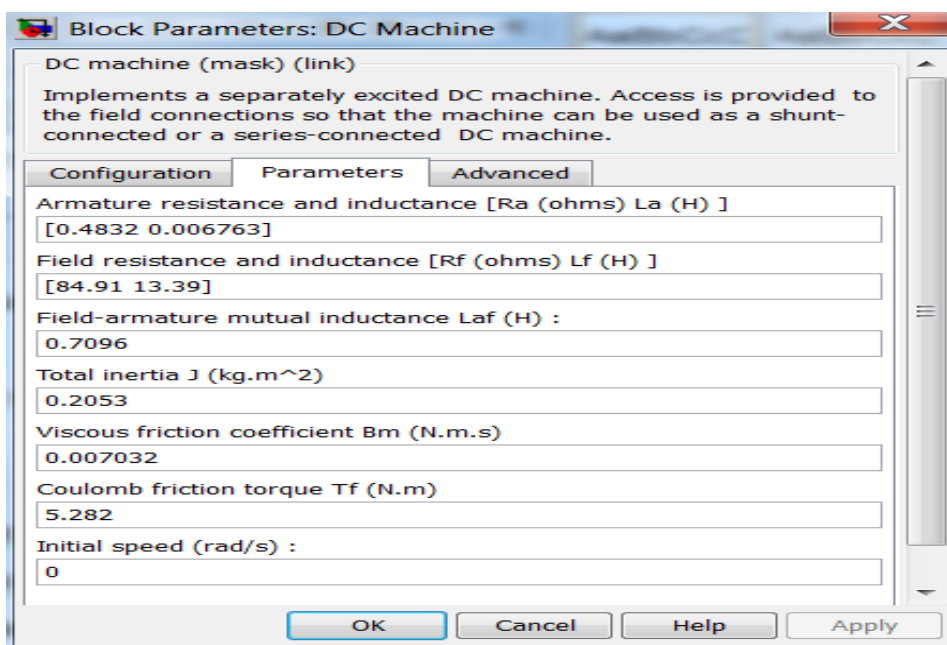 Block Parameters: DC Machine
DC machine (mask) (link)
Implements a separately excited DC machine. Access is provided to
the field connections so that the machine can be used as a shunt-
connected or a series-connected DC machine.
Configuration Parameters Advanced
Armature resistance and inductance [Ra (ohms) La (H) ]
[0.4832 0.006763]
Field resistance and inductance [Rf (ohms) Lf (H) ]
[84.91 13.39]
Field-armature mutual inductance Laf (H) :
0.7096
Total inertia J (kg.m^2)
0.2053
Viscous friction coefficient Bm (N.m.s)
0.007032
Coulomb friction torque Tf (N.m)
5.282
Initial speed (rad/s) :
0
OK Cancel Help Apply